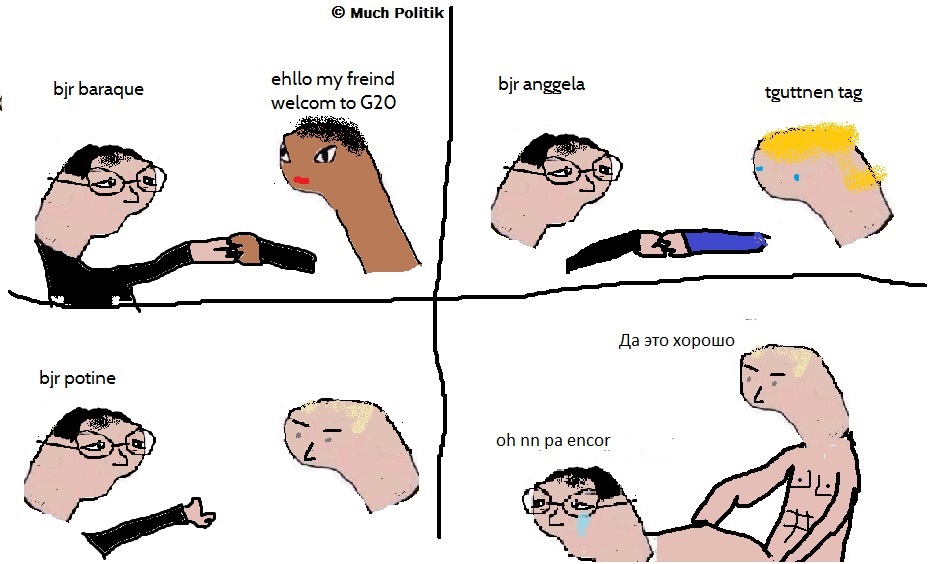 © Much Politik
bjr baraque
ehllo my freind
welcom to G20
bjr anggela
tguttnen tag
bjr potine
Да это хорошо
oh nn pa encor